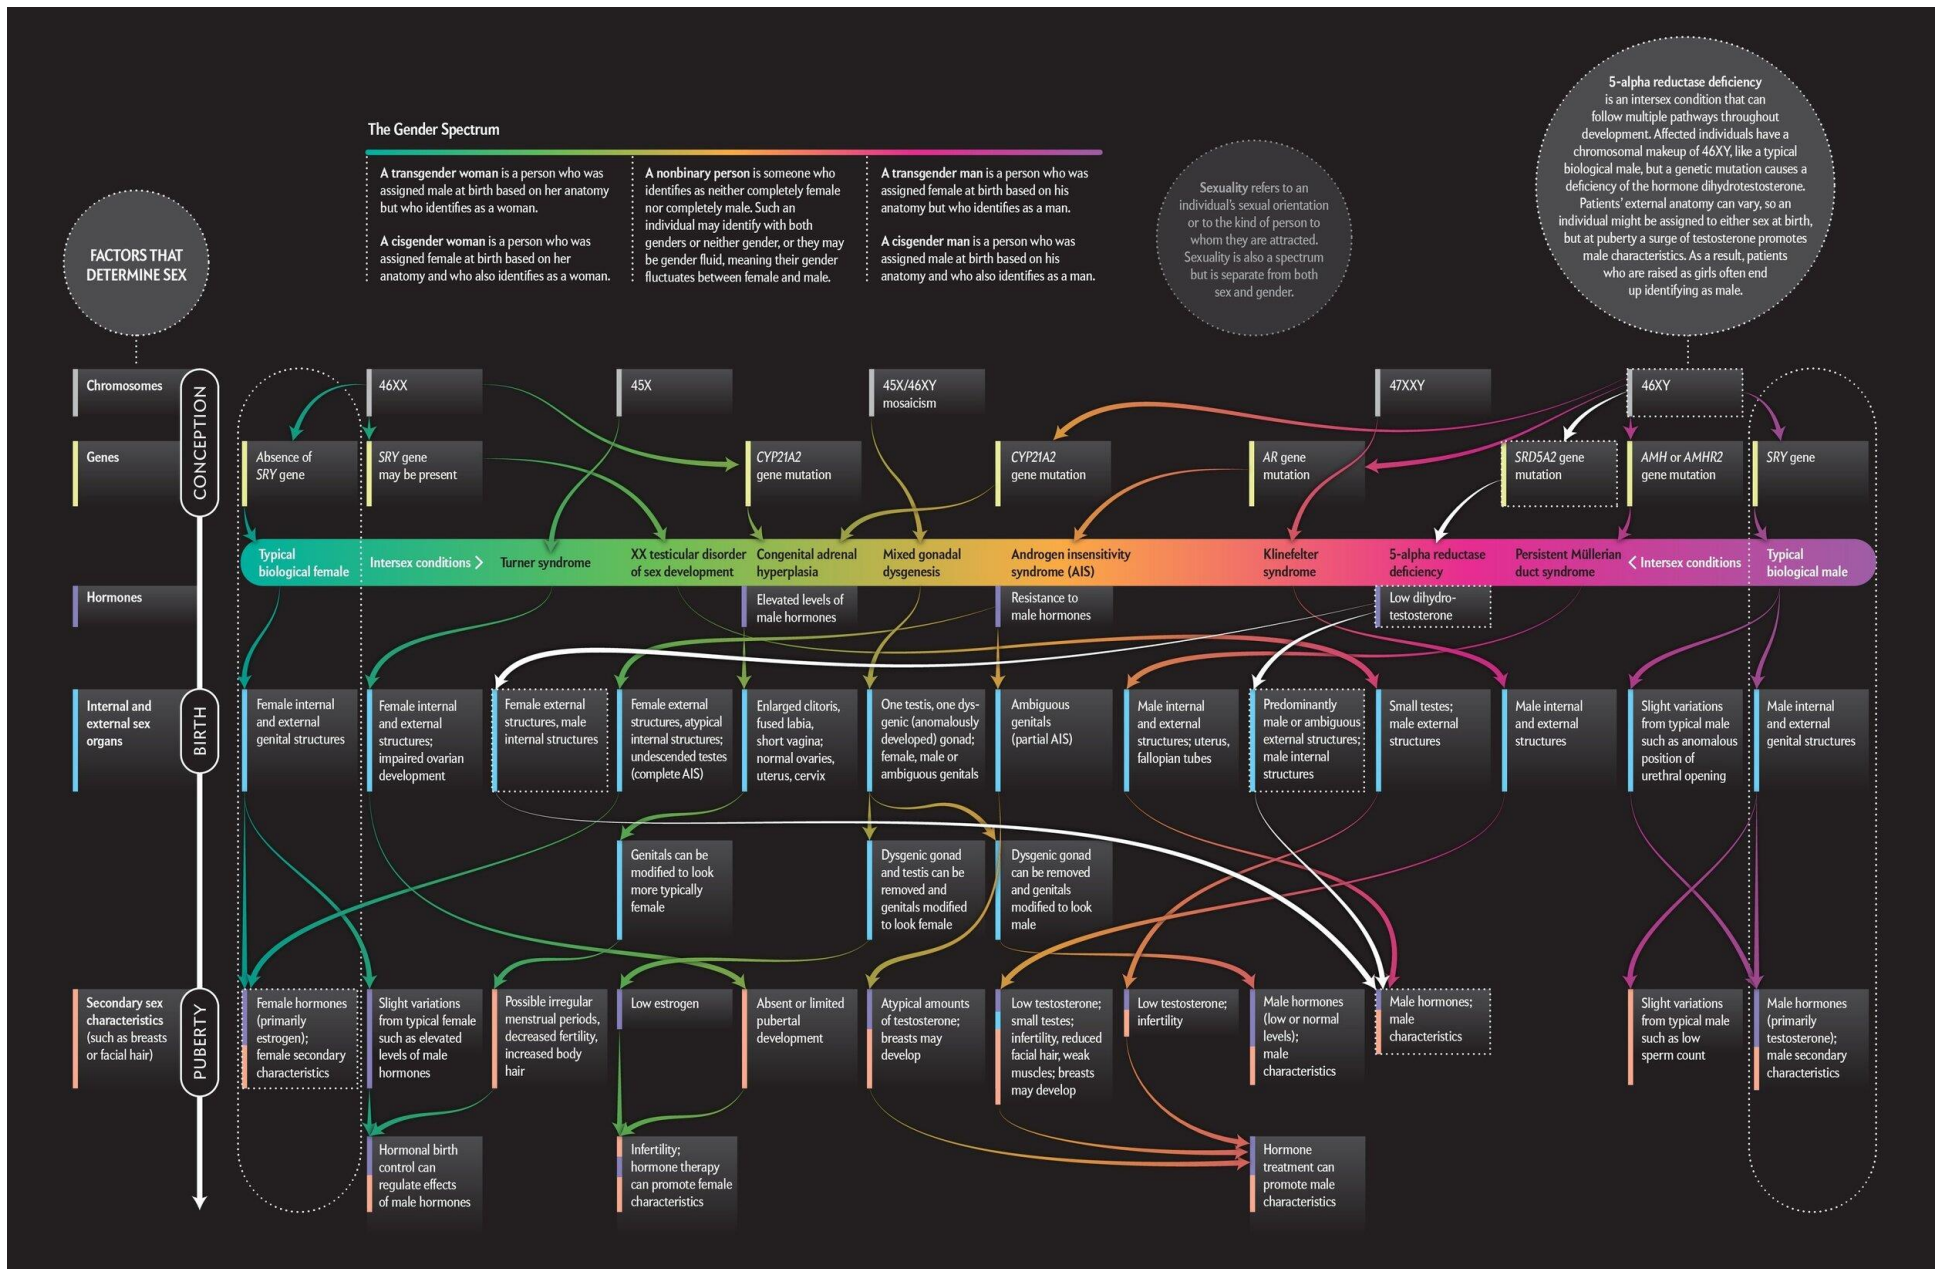 The Gender Spectrum
A transgender woman is a person who was
assigned male at birth based on her anatomy
but who identifies as a woman.
A cisgender woman is a person who was
assigned female at birth based on her
anatomy and who also identifies as a woman.
A nonbinary person is someone who
identifies as neither completely female
nor completely male. Such an
individual may identify with both
genders or neither gender, or they may
be gender fluid, meaning their gender
fluctuates between female and male.
A transgender man is a person who was
assigned female at birth based on his
anatomy but who identifies as a man.
A cisgender man is a person who was
assigned male at birth based on his
anatomy and who also identifies as a man.
Sexuality refers to an
individual's sexual orientation
or to the kind of person to
whom they are attracted.
Sexuality is also a spectrum
but is separate from both
sex and gender.
5-alpha reductase deficiency
is an intersex condition that can
follow multiple pathways throughout
development. Affected individuals have a
chromosomal makeup of 46XY, like a typical
biological male, but a genetic mutation causes a
deficiency of the hormone dihydrotestosterone.
Patients' external anatomy can vary, so an
individual might be assigned to either sex at birth,
but at puberty a surge of testosterone promotes
male characteristics. As a result, patients
who are raised as girls often end
up identifying as male.
FACTORS THAT
DETERMINE SEX
CONCEPTION
Chromosomes
46XX
45X
45X/46XY
mosaicism
47XXY
46XY
Genes
Absence of
SRY gene
SRY gene
may be present
CYP21A2
gene mutation
CYP21A2
gene mutation
AR gene
mutation
SRD5A2 gene
mutation
AMH or AMHR2
gene mutation
SRY gene
Typical
biological female
Intersex conditions >
Turner syndrome
XX testicular disorder
of sex development
Congenital adrenal
hyperplasia
Mixed gonadal
dysgenesis
Androgen insensitivity
syndrome (AIS)
Klinefelter
syndrome
5-alpha reductase
deficiency
Persistent Müllerian
duct syndrome
< Intersex conditions
Typical
biological male
Hormones
Elevated levels of
male hormones
Resistance to
male hormones
Low dihydro-
testosterone
BIRTH
Internal and
external sex
organs
Female internal
and external
genital structures
Female internal
and external
structures;
impaired ovarian
development
Female external
structures, male
internal structures
Female external
structures, atypical
internal structures;
undescended testes
(complete AIS)
Enlarged clitoris,
fused labia,
short vagina;
normal ovaries,
uterus, cervix
One testis, one dys-
genic (anomalously
developed) gonad;
female, male or
ambiguous genitals
Ambiguous
genitals
(partial AIS)
Male internal
and external
structures; uterus,
fallopian tubes
Predominantly
male or ambiguous
external structures;
male internal
structures
Small testes;
male external
structures
Male internal
and external
structures
Slight variations
from typical male
such as anomalous
position of
urethral opening
Male internal
and external
genital structures
Genitals can be
modified to look
more typically
female
Dysgenic gonad
and testis can be
removed and
genitals modified
to look female
Dysgenic gonad
can be removed
and genitals
modified to look
male
PUBERTY
Secondary sex
characteristics
(such as breasts
or facial hair)
Female hormones
(primarily
estrogen);
female secondary
characteristics
Slight variations
from typical female
such as elevated
levels of male
hormones
Possible irregular
menstrual periods,
decreased fertility,
increased body
hair
Low estrogen
Absent or limited
pubertal
development
Atypical amounts
of testosterone;
breasts may
develop
Low testosterone;
small testes;
infertility, reduced
facial hair, weak
muscles; breasts
may develop
Low testosterone;
infertility
Male hormones
(low or normal
levels);
male
characteristics
Male hormones;
male
characteristics
Slight variations
from typical male
such as low
sperm count
Male hormones
(primarily
testosterone);
male secondary
characteristics
Hormonal birth
control can
regulate effects
of male hormones
Infertility;
hormone therapy
can promote female
characteristics
Hormone
treatment can
promote male
characteristics